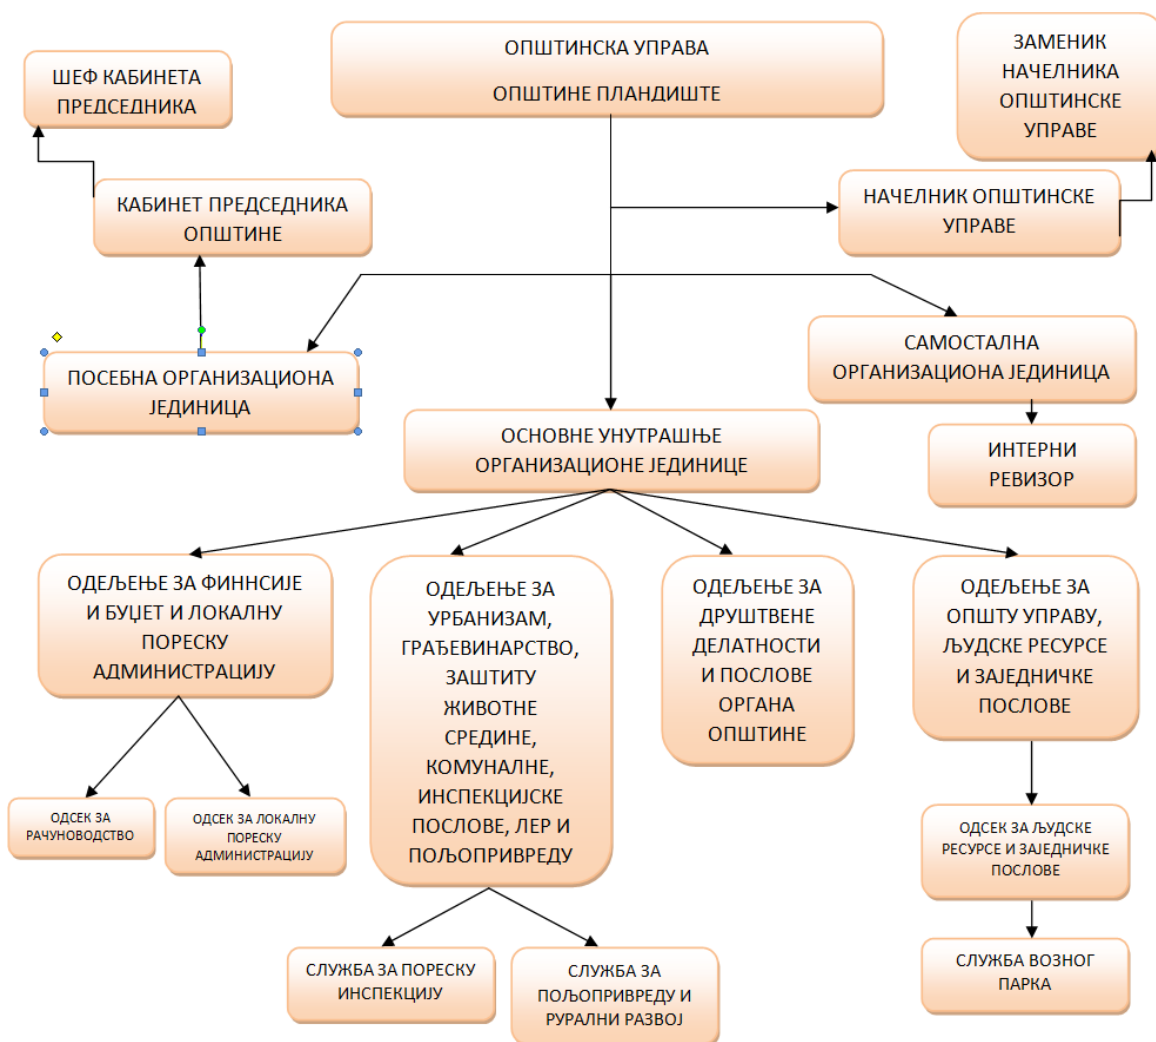 ОПШТИНСКА УПРАВА
ОПШТИНЕ ПЛАНДИШТЕ
ЗАМЕНИК
НАЧЕЛНИКА
ОПШТИНСКЕ
УПРАВЕ
ШЕФ КАБИНЕТА
ПРЕДСЕДНИКА
КАБИНЕТ ПРЕДСЕДНИКА
ОПШТИНЕ
НАЧЕЛНИК ОПШТИНСКЕ
УПРАВЕ
ПОСЕБНА ОРГАНИЗАЦИОНА
ЈЕДИНИЦА
САМОСТАЛНА
ОРГАНИЗАЦИОНА ЈЕДИНИЦА
ОСНОВНЕ УНУТРАШЊЕ
ОРГАНИЗАЦИОНЕ ЈЕДИНИЦЕ
ИНТЕРНИ
РЕВИЗОР
ОДЕЉЕЊЕ ЗА ФИННСИЈЕ
И БУЏЕТ И ЛОКАЛНУ
ПОРЕСКУ
АДМИНИСТРАЦИЈУ
ОДЕЉЕЊЕ ЗА
УРБАНИЗАМ,
ГРАЂЕВИНАРСТВО,
ЗАШТИТУ
ЖИВОТНЕ
СРЕДИНЕ,
КОМУНАЛНЕ,
ИНСПЕКЦИЈСКЕ
ПОСЛОВЕ, ЛЕР И
ПОЉОПРИВРЕДУ
ОДЕЉЕЊЕ ЗА
ДРУШТВЕНЕ
ДЕЛАТНОСТИ
И ПОСЛОВЕ
ОРГАНА
ОПШТИНЕ
ОДЕЉЕЊЕ ЗА
ОПШТУ УПРАВУ,
ЉУДСКЕ РЕСУРСЕ
И ЗАЈЕДНИЧКЕ
ПОСЛОВЕ
ОДСЕК ЗА
РАЧУНОВОДСТВО
ОДСЕК ЗА ЛОКАЛНУ
ПОРЕСКУ
АДМИНИСТРАЦИЈУ
ОДСЕК ЗА ЉУДСКЕ
РЕСУРСЕ И ЗАЈЕДНИЧКЕ
ПОСЛОВЕ
СЛУЖБА ЗА ПОРЕСКУ
ИНСПЕКЦИЈУ
СЛУЖБА ЗА
ПОЉОПРИВРЕДУ И
РУРАЛНИ РАЗВОЈ
СЛУЖБА ВОЗНОГ
ПАРКА